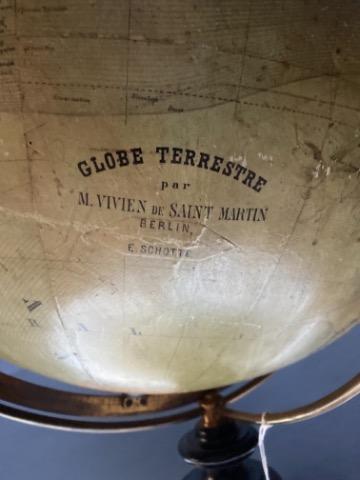 GLOBE TERRESTRE
par
M. VIVIEN DE SAINT MARTIN
BERLIN,
E. SCHOTTE